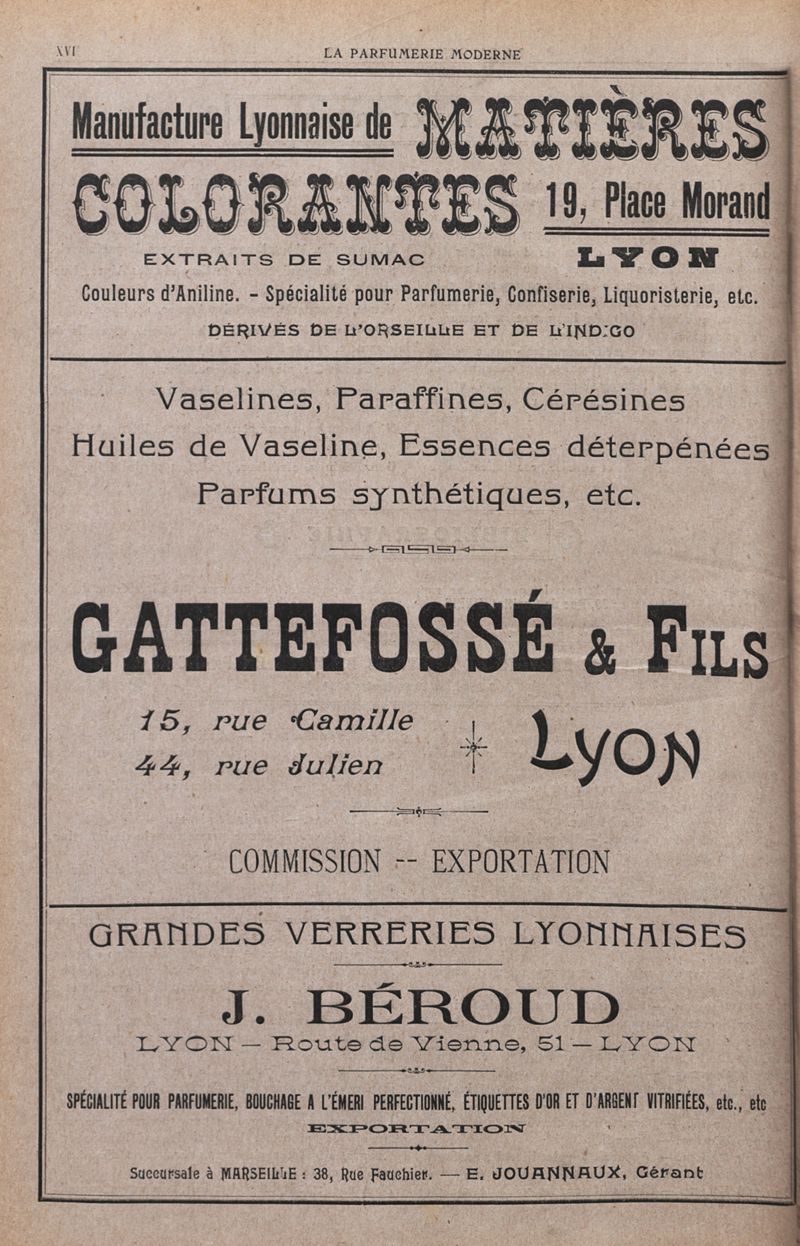 XVI
LA PARFUMERIE MODERNE
Manufacture Lyonnaise de MATIÈRES
COLORANTES 19, Place Morand
EXTRAITS DE SUMAC LYON
Couleurs d'Aniline. - Spécialité pour Parfumerie, Confiserie, Liquoristerie, etc.
DÉRIVÉS DE L'ORSEILLE ET DE L'INDIGO
Vaselines, Paraffines, Cérésines
Huiles de Vaseline, Essences déterpénées
Parfums synthétiques, etc.
GATTEFOSSÉ & FILS
15, rue Camille
44, rue Julien
LYON
COMMISSION -- EXPORTATION
GRANDES VERRERIES LYONNAISES
J. BÉROUD
LYON — Route de Vienne, 51 — LYON
SPÉCIALITÉ POUR PARFUMERIE, BOUCHAGE A L'ÉMERI PERFECTIONNÉ, ÉTIQUETTES D'OR ET D'ARGENT VITRIFIÉES, etc., etc
EXPORTATION
Succursale à MARSEILLE : 38, Rue Fauchier. — E. JOUANNAUX, Gérant